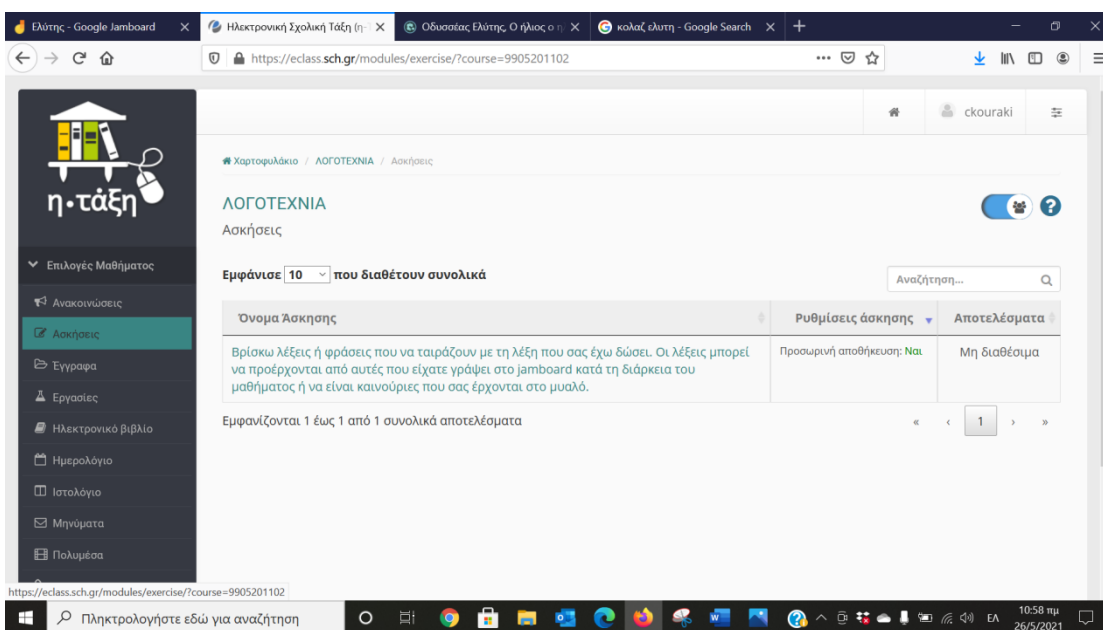 Ελύτης - Google Jamboard
Ηλεκτρονική Σχολική Τάξη (η-
Οδυσσέας Ελύτης, Ο ήλιος ο η
κολαζ ελυτη - Google Search
https://eclass.sch.gr/modules/exercise/?course=9905201102
η•τάξη
ckouraki
Χαρτοφυλάκιο / ΛΟΓΟΤΕΧΝΙΑ / Ασκήσεις
ΛΟΓΟΤΕΧΝΙΑ
Ασκήσεις
Επιλογές Μαθήματος
Ανακοινώσεις
Ασκήσεις
Έγγραφα
Εργασίες
Ηλεκτρονικό βιβλίο
Ημερολόγιο
Ιστολόγιο
Μηνύματα
Πολυμέσα
Εμφάνισε 10 που διαθέτουν συνολικά
Αναζήτηση...
Όνομα Άσκησης
Ρυθμίσεις άσκησης
Αποτελέσματα
Βρίσκω λέξεις ή φράσεις που να ταιριάζουν με τη λέξη που σας έχω δώσει. Οι λέξεις μπορεί
να προέρχονται από αυτές που είχατε γράψει στο jamboard κατά τη διάρκεια του
μαθήματος ή να είναι καινούριες που σας έρχονται στο μυαλό.
Προσωρινή αποθήκευση: Ναι
Μη διαθέσιμα
Εμφανίζονται 1 έως 1 από 1 συνολικά αποτελέσματα
« ‹ 1 › »
https://eclass.sch.gr/modules/exercise/?course=9905201102
Πληκτρολογήστε εδώ για αναζήτηση
ΕΛ
10:58 πμ
26/5/2021